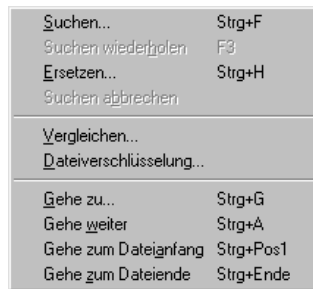 Suchen... Strg+F
Suchen wiederholen F3
Ersetzen... Strg+H
Suchen abbrechen
Vergleichen...
Dateiverschlüsselung...
Gehe zu... Strg+G
Gehe weiter Strg+A
Gehe zum Dateianfang Strg+Pos1
Gehe zum Dateiende Strg+Ende